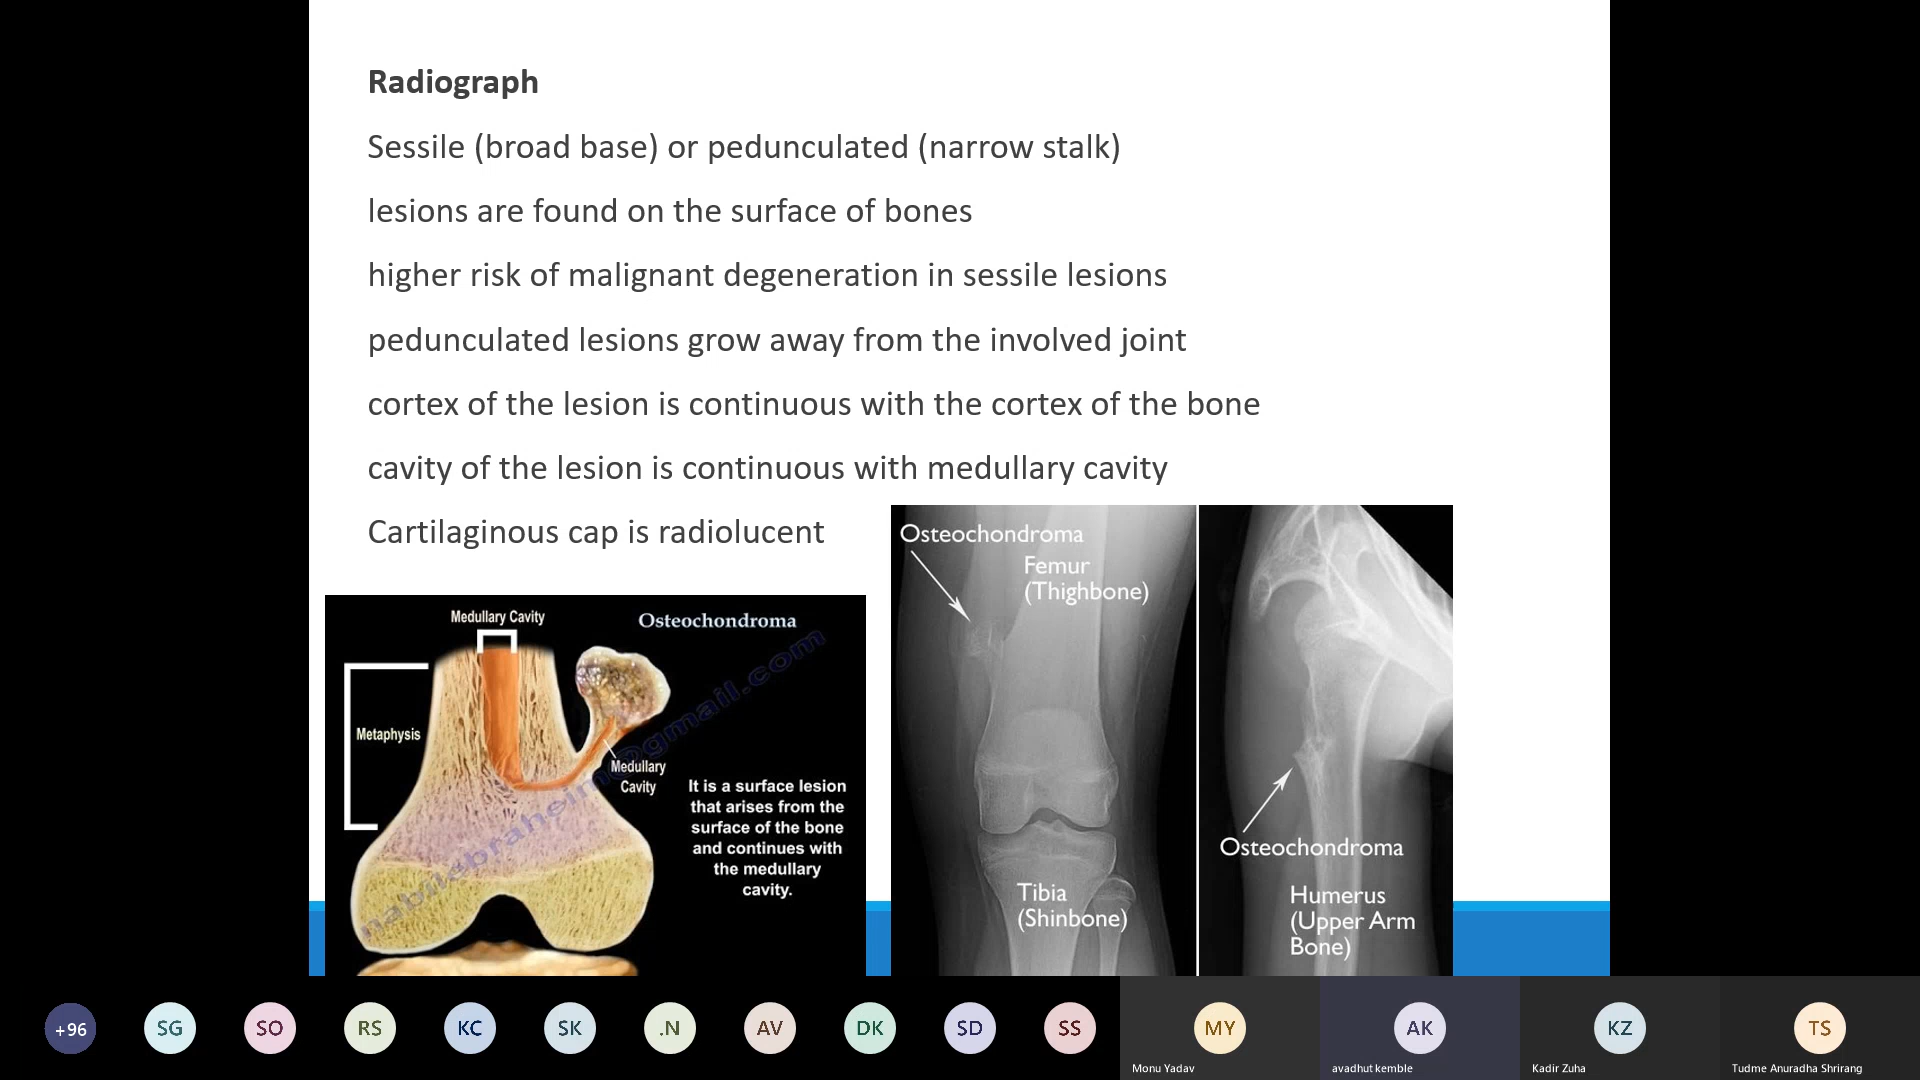 Radiograph
Sessile (broad base) or pedunculated (narrow stalk)
lesions are found on the surface of bones
higher risk of malignant degeneration in sessile lesions
pedunculated lesions grow away from the involved joint
cortex of the lesion is continuous with the cortex of the bone
cavity of the lesion is continuous with medullary cavity
Cartilaginous cap is radiolucent
Medullary Cavity
Osteochondroma
Metaphysis
Medullary
Cavity
It is a surface lesion
that arises from the
surface of the bone
and continues with
the medullary
cavity.
nabilebraheim@gmail.com
Osteochondroma
Femur
(Thighbone)
Tibia
(Shinbone)
Osteochondroma
Humerus
(Upper Arm
Bone)
+96
SG
SO
RS
KC
SK
.N
AV
DK
SD
SS
MY
AK
KZ
TS
Monu Yadav
avadhut kemble
Kadir Zuha
Tudme Anuradha Shrirang